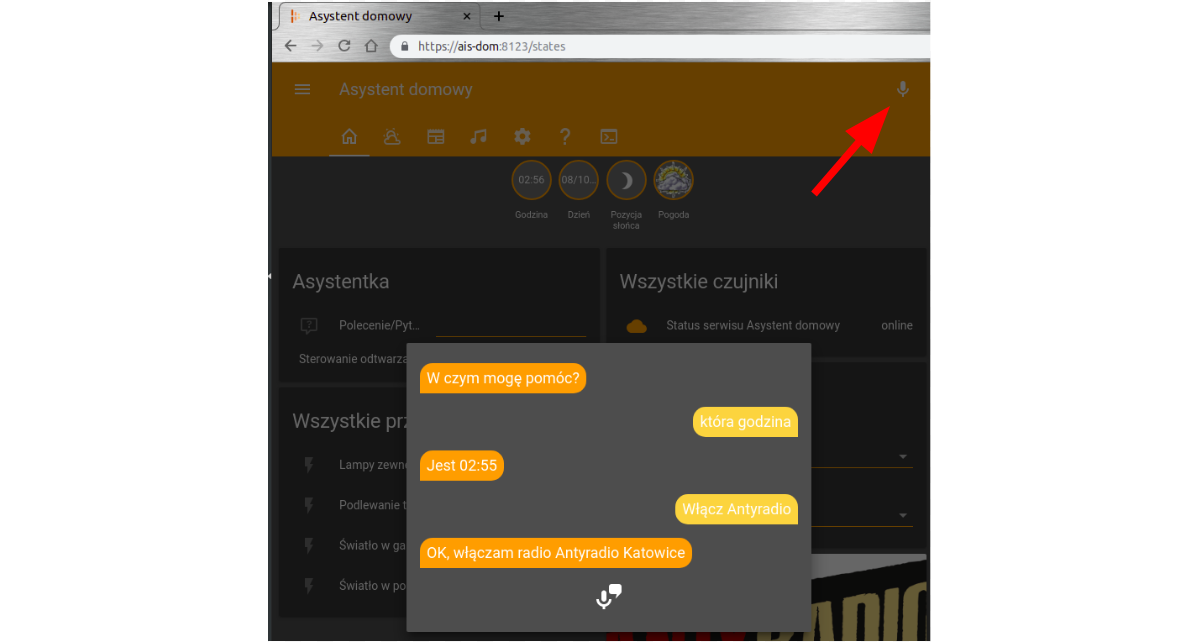 Asystent domowy
https://ais-dom:8123/states
Asystent domowy
02:56
08/10...
Godzina
Dzień
Pozycja
słońca
Pogoda
Asystentka
Wszystkie czujniki
Polecenie/Pyt...
Status serwisu Asystent domowy
online
Sterowanie odtwarza
W czym mogę pomóc?
która godzina
Wszystkie prz
Jest 02:55
Lampy zewnę
Włącz Antyradio
Podlewanie t
OK, włączam radio Antyradio Katowice
Światło w ga
Światło w po
RADIO